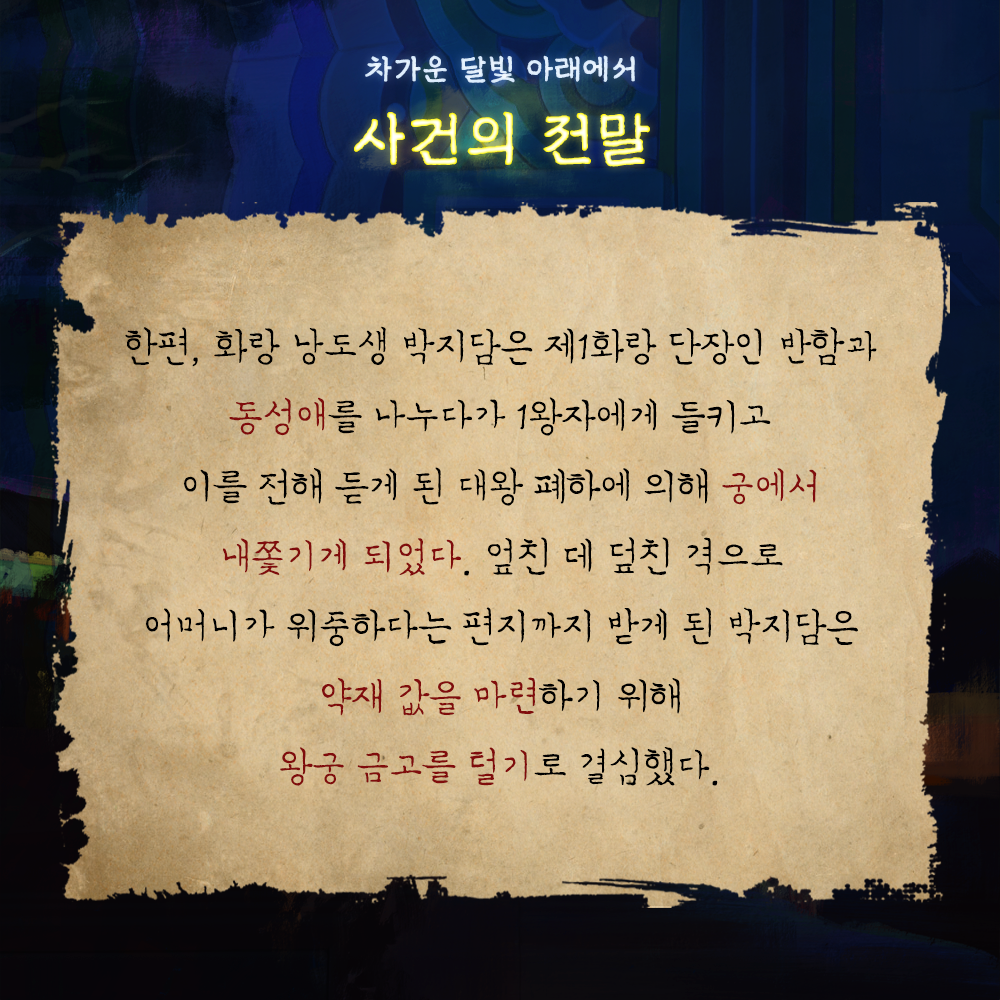 차가운 달빛 아래에서
사건의 전말
한편, 화랑 낭도생 박지담은 제1화랑 단장인 반함과
동성애를 나누다가 1왕자에게 들키고
이를 전해 듣게 된 대왕 폐하에 의해 궁에서
내쫓기게 되었다. 엎친 데 덮친 격으로
어머니가 위중하다는 편지까지 받게 된 박지담은
약재 값을 마련하기 위해
왕궁 금고를 털기로 결심했다.